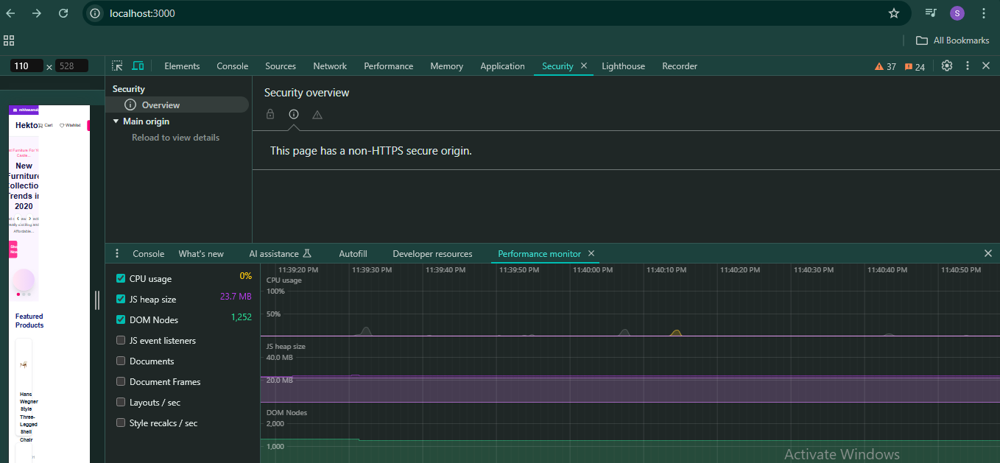 localhost:3000
S
All Bookmarks
110 × 528
Elements Console Sources Network Performance Memory Application Security Lighthouse Recorder 37 24
Security
Overview
Main origin
Reload to view details
Security overview
This page has a non-HTTPS secure origin.
Hekto Cart Wishlist
New
Furniture
Collectio
Trends in
2020
Affordable...
Featured
Products
Hans
Wegner
Style
Three-
Legged
Shell
Chair
Console What's new AI assistance Autofill Developer resources Performance monitor
CPU usage 0%
JS heap size 23.7 MB
DOM Nodes 1,252
JS event listeners
Documents
Document Frames
Layouts / sec
Style recalcs / sec
11:39:20 PM 11:39:30 PM 11:39:40 PM 11:39:50 PM 11:40:00 PM 11:40:10 PM 11:40:20 PM 11:40:30 PM 11:40:40 PM 11:40:50 PM
CPU usage
100%
50%
JS heap size
40.0 MB
20.0 MB
DOM Nodes
2,000
1,000
Activate Windows